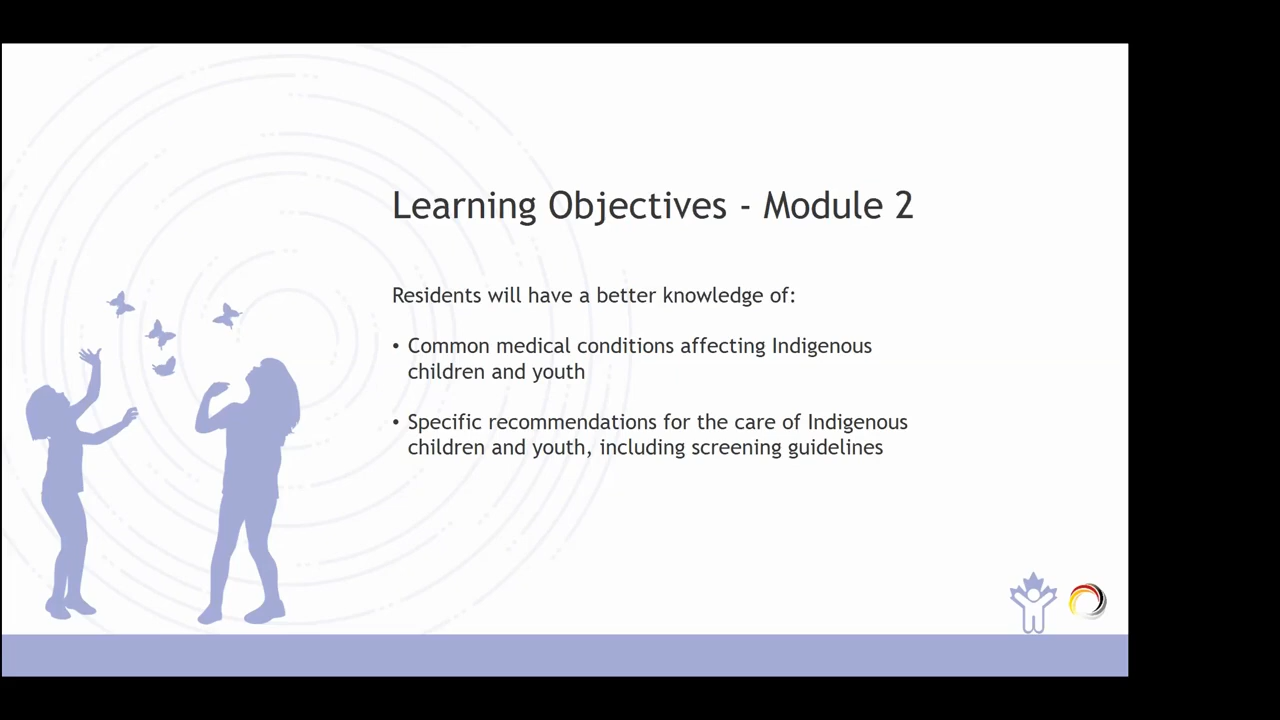 Learning Objectives - Module 2
Residents will have a better knowledge of:
• Common medical conditions affecting Indigenous
children and youth
• Specific recommendations for the care of Indigenous
children and youth, including screening guidelines